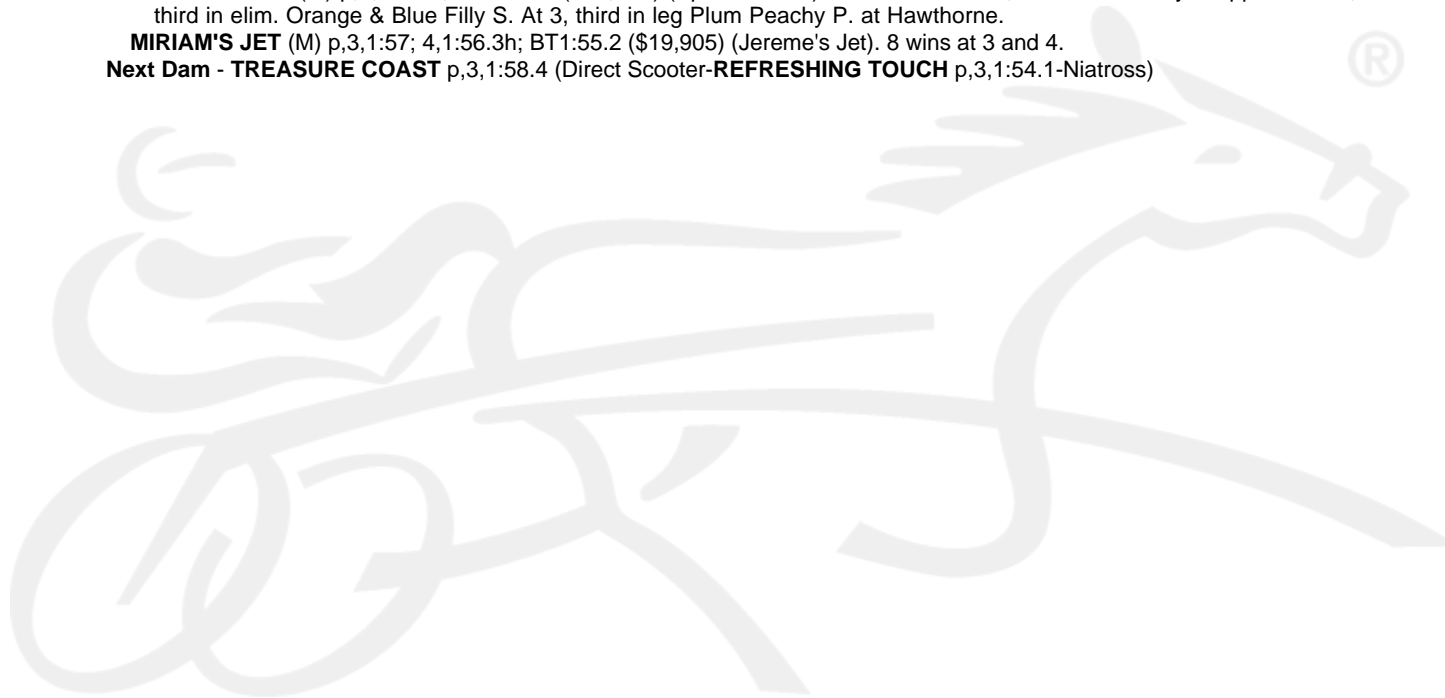 third in elim. Orange & Blue Filly S. At 3, third in leg Plum Peachy P. at Hawthorne.
MIRIAM'S JET (M) p,3,1:57; 4,1:56.3h; BT1:55.2 ($19,905) (Jereme's Jet). 8 wins at 3 and 4.
Next Dam - TREASURE COAST p,3,1:58.4 (Direct Scooter-REFRESHING TOUCH p,3,1:54.1-Niatross)
®